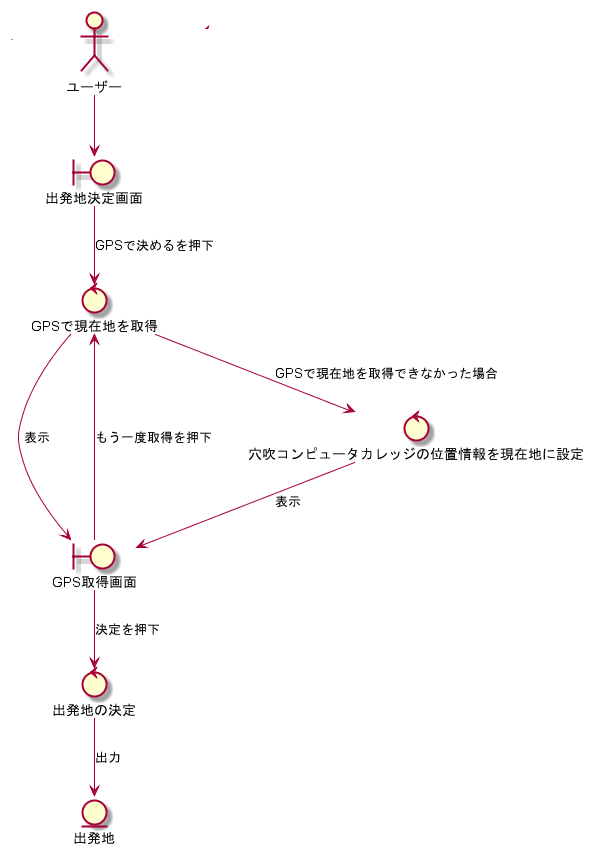 ユーザー
出発地決定画面
GPSで決めるを押下
GPSで現在地を取得
GPSで現在地を取得できなかった場合
表示
もう一度取得を押下
穴吹コンピュータカレッジの位置情報を現在地に設定
表示
GPS取得画面
決定を押下
出発地の決定
出力
出発地